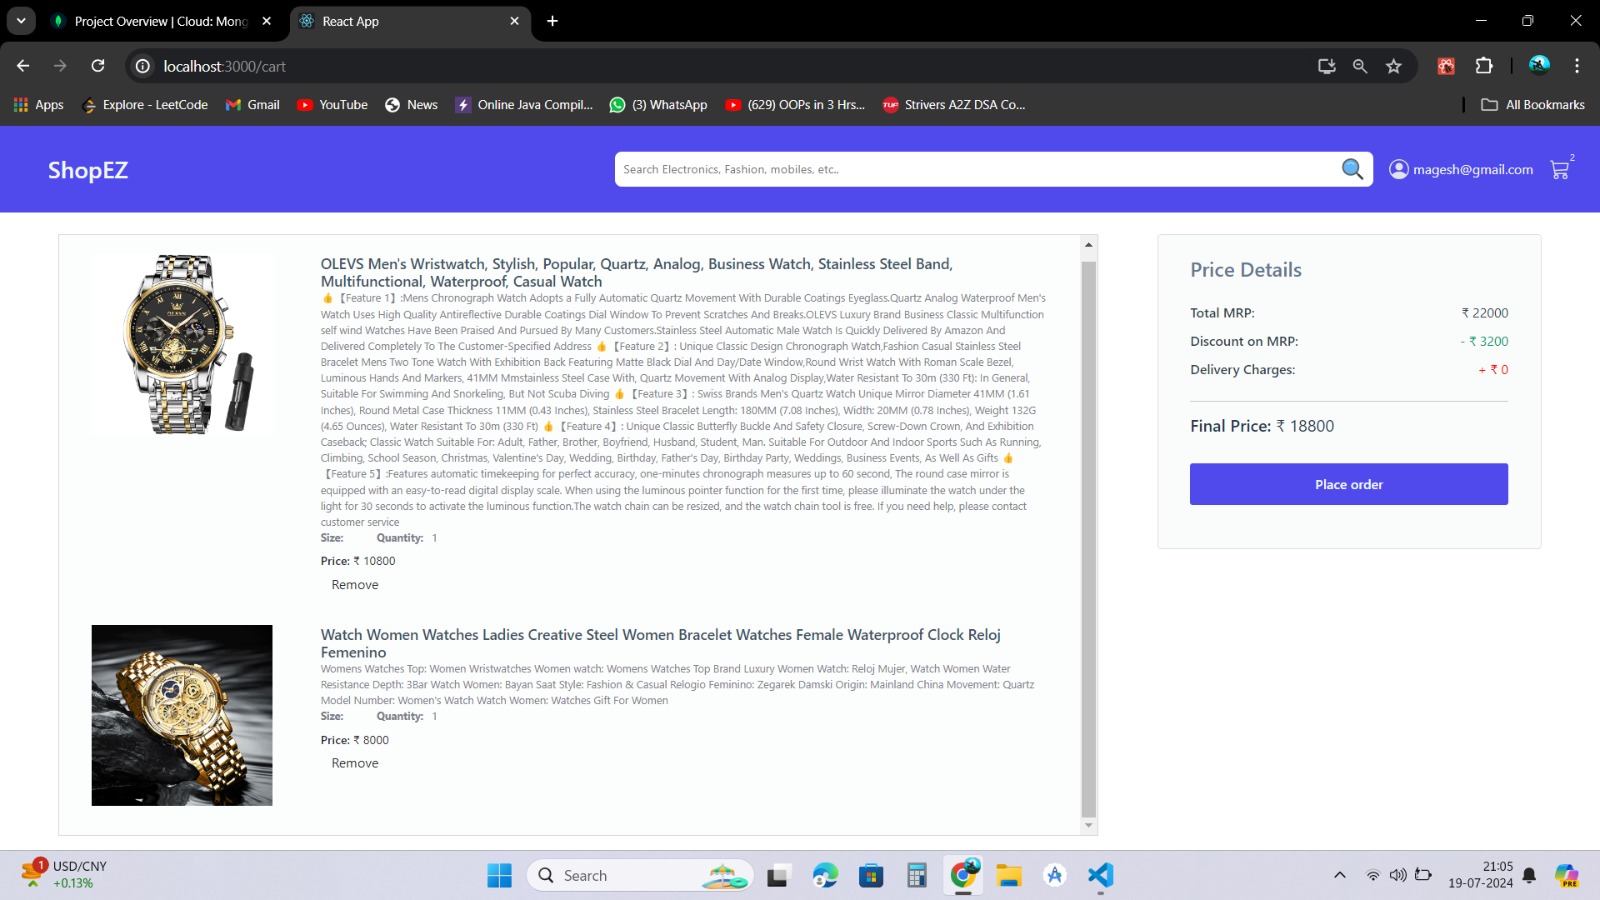 Project Overview | Cloud: Mong
React App
localhost:3000/cart
Apps
Explore - LeetCode
Gmail
YouTube
News
Online Java Compil...
(3) WhatsApp
(629) OOPs in 3 Hrs...
Strivers A2Z DSA Co...
All Bookmarks
ShopEZ
Search Electronics, Fashion, mobiles, etc..
magesh@gmail.com
2
OLEVS Men's Wristwatch, Stylish, Popular, Quartz, Analog, Business Watch, Stainless Steel Band,
Multifunctional, Waterproof, Casual Watch
👍【Feature 1】:Mens Chronograph Watch Adopts a Fully Automatic Quartz Movement With Durable Coatings Eyeglass.Quartz Analog Waterproof Men's
Watch Uses High Quality Antireflective Durable Coatings Dial Window To Prevent Scratches And Breaks.OLEVS Luxury Brand Business Classic Multifunction
self wind Watches Have Been Praised And Pursued By Many Customers.Stainless Steel Automatic Male Watch Is Quickly Delivered By Amazon And
Delivered Completely To The Customer-Specified Address 👍【Feature 2】: Unique Classic Design Chronograph Watch,Fashion Casual Stainless Steel
Bracelet Mens Two Tone Watch With Exhibition Back Featuring Matte Black Dial And Day/Date Window,Round Wrist Watch With Roman Scale Bezel,
Luminous Hands And Markers, 41MM Mmstainless Steel Case With, Quartz Movement With Analog Display,Water Resistant To 30m (330 Ft): In General,
Suitable For Swimming And Snorkeling, But Not Scuba Diving 👍【Feature 3】: Swiss Brands Men's Quartz Watch Unique Mirror Diameter 41MM (1.61
Inches), Round Metal Case Thickness 11MM (0.43 Inches), Stainless Steel Bracelet Length: 180MM (7.08 Inches), Width: 20MM (0.78 Inches), Weight 132G
(4.65 Ounces), Water Resistant To 30m (330 Ft) 👍【Feature 4】: Unique Classic Butterfly Buckle And Safety Closure, Screw-Down Crown, And Exhibition
Caseback; Classic Watch Suitable For: Adult, Father, Brother, Boyfriend, Husband, Student, Man. Suitable For Outdoor And Indoor Sports Such As Running,
Climbing, School Season, Christmas, Valentine's Day, Wedding, Birthday, Father's Day, Birthday Party, Weddings, Business Events, As Well As Gifts 👍
【Feature 5】:Features automatic timekeeping for perfect accuracy, one-minutes chronograph measures up to 60 second, The round case mirror is
equipped with an easy-to-read digital display scale. When using the luminous pointer function for the first time, please illuminate the watch under the
light for 30 seconds to activate the luminous function.The watch chain can be resized, and the watch chain tool is free. If you need help, please contact
customer service
Size: Quantity: 1
Price: ₹ 10800
Remove
Watch Women Watches Ladies Creative Steel Women Bracelet Watches Female Waterproof Clock Reloj
Femenino
Womens Watches Top: Women Wristwatches Women watch: Womens Watches Top Brand Luxury Women Watch: Reloj Mujer, Watch Women Water
Resistance Depth: 3Bar Watch Women: Bayan Saat Style: Fashion & Casual Relogio Feminino: Zegarek Damski Origin: Mainland China Movement: Quartz
Model Number: Women's Watch Watch Women: Watches Gift For Women
Size: Quantity: 1
Price: ₹ 8000
Remove
Price Details
Total MRP: ₹ 22000
Discount on MRP: - ₹ 3200
Delivery Charges: + ₹ 0
Final Price: ₹ 18800
Place order
1
USD/CNY
+0.13%
Search
PRE
21:05
19-07-2024